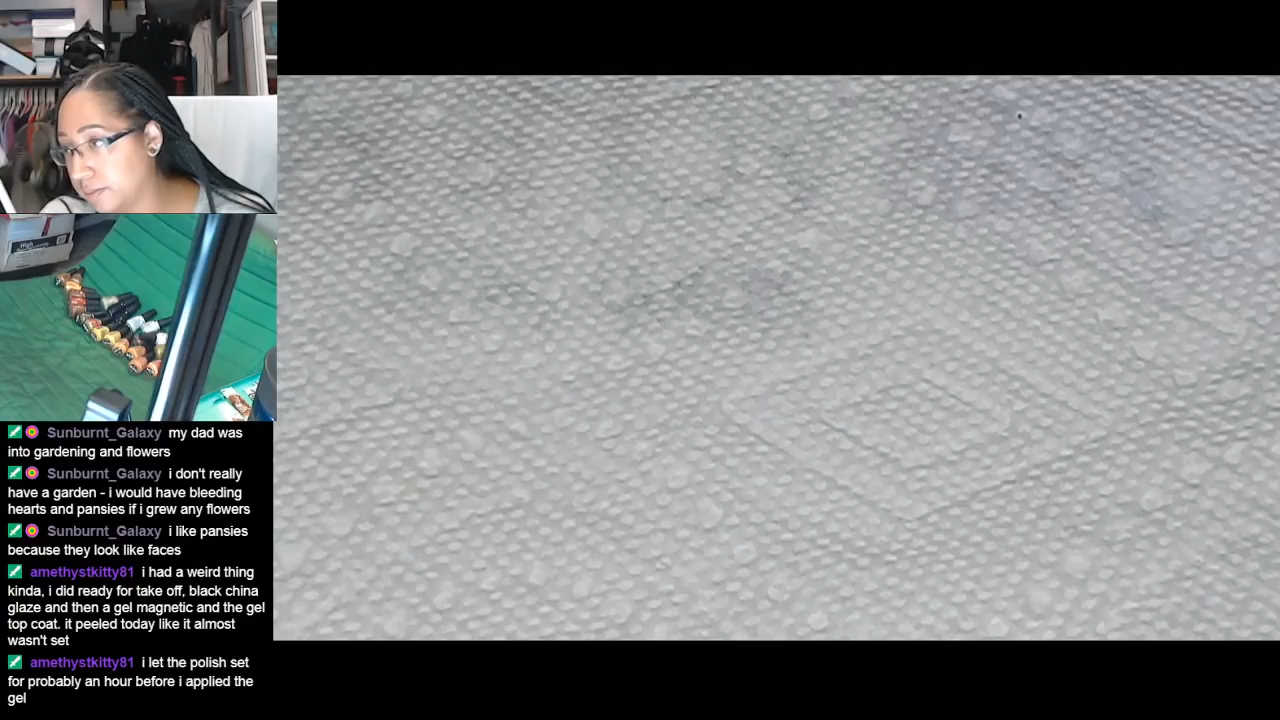 High
Sunburnt_Galaxy my dad was
into gardening and flowers
Sunburnt_Galaxy i don't really
have a garden - i would have bleeding
hearts and pansies if i grew any flowers
Sunburnt_Galaxy i like pansies
because they look like faces
amethystkitty81 i had a weird thing
kinda, i did ready for take off, black china
glaze and then a gel magnetic and the gel
top coat. it peeled today like it almost
wasn't set
amethystkitty81 i let the polish set
for probably an hour before i applied the
gel